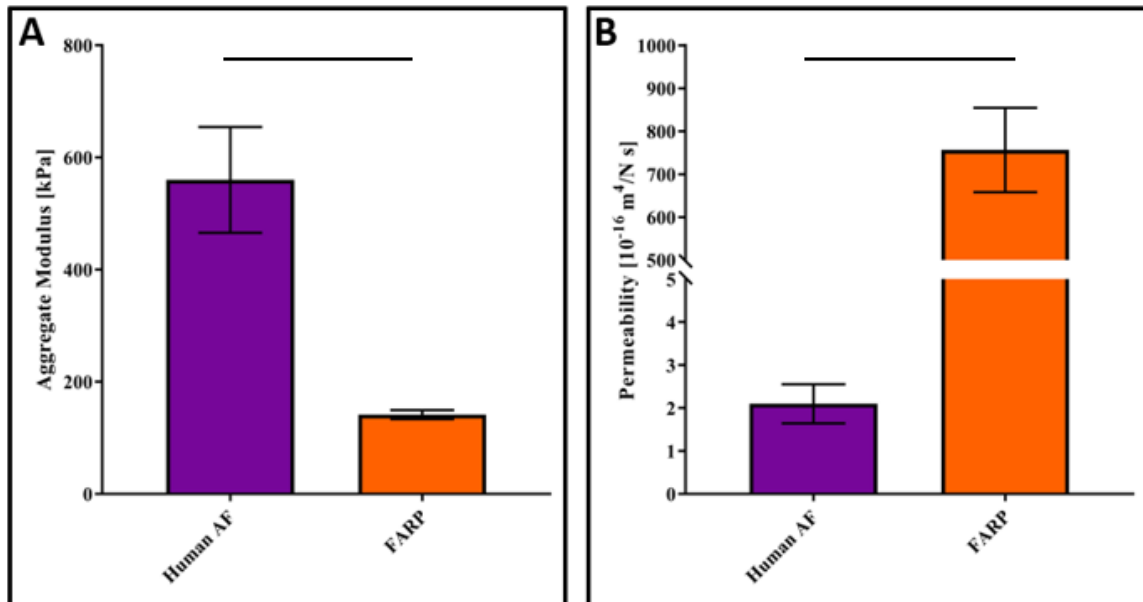 A
Aggregate Modulus [kPa]
800
600
400
200
0
Human AF
FARP
B
Permeability [10⁻¹⁶ m⁴/N s]
1000
900
800
700
600
500
5
4
3
2
1
0
Human AF
FARP